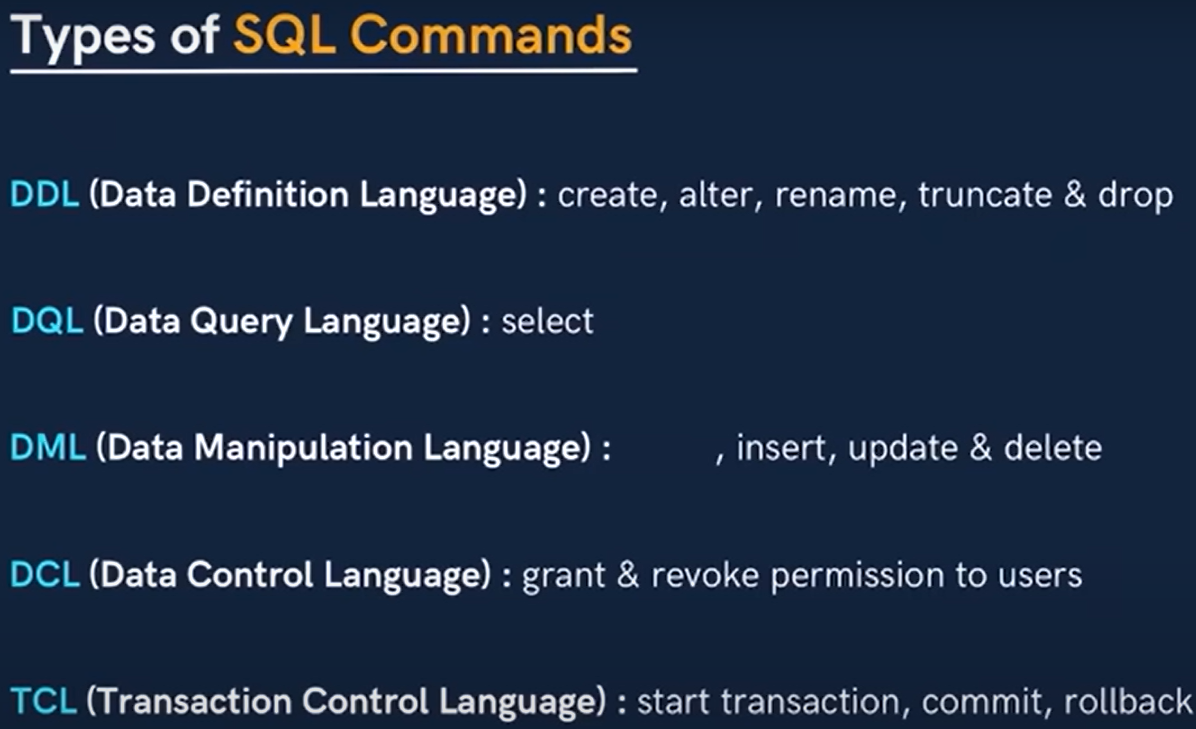 Types of SQL Commands
DDL (Data Definition Language) : create, alter, rename, truncate & drop
DQL (Data Query Language) : select
DML (Data Manipulation Language) : , insert, update & delete
DCL (Data Control Language) : grant & revoke permission to users
TCL (Transaction Control Language) : start transaction, commit, rollback